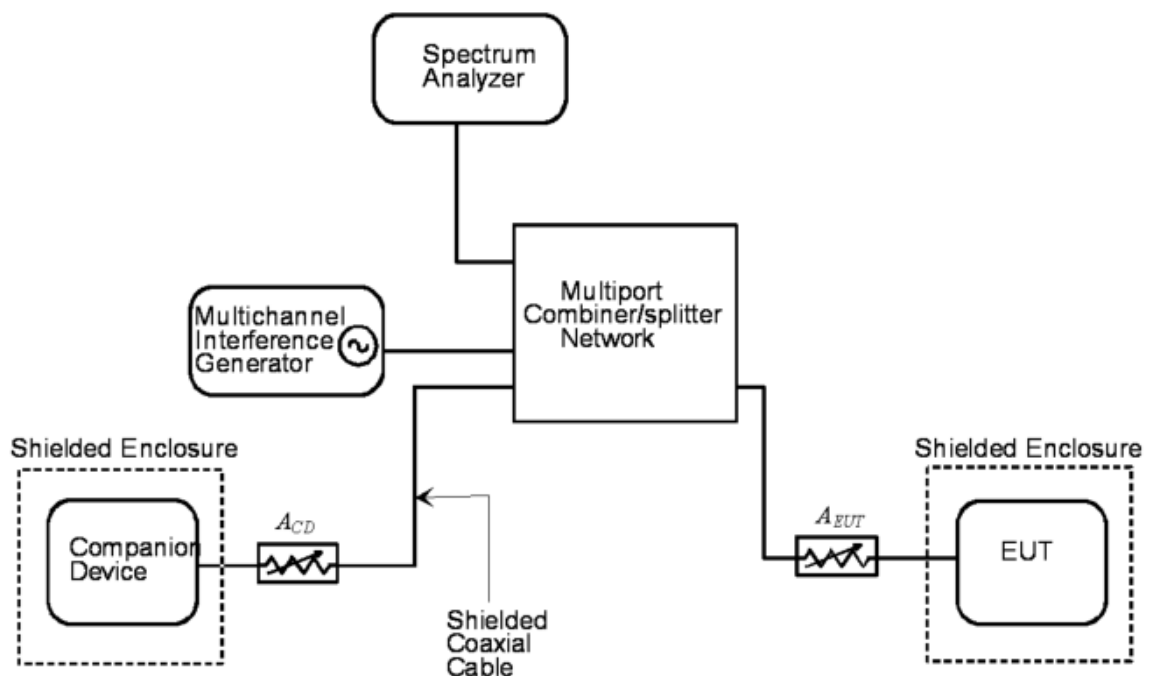 Spectrum
Analyzer
Multiport
Combiner/splitter
Network
Multichannel
Interference
Generator
Shielded Enclosure
Companion
Device
A_CD
Shielded
Coaxial
Cable
A_EUT
Shielded Enclosure
EUT